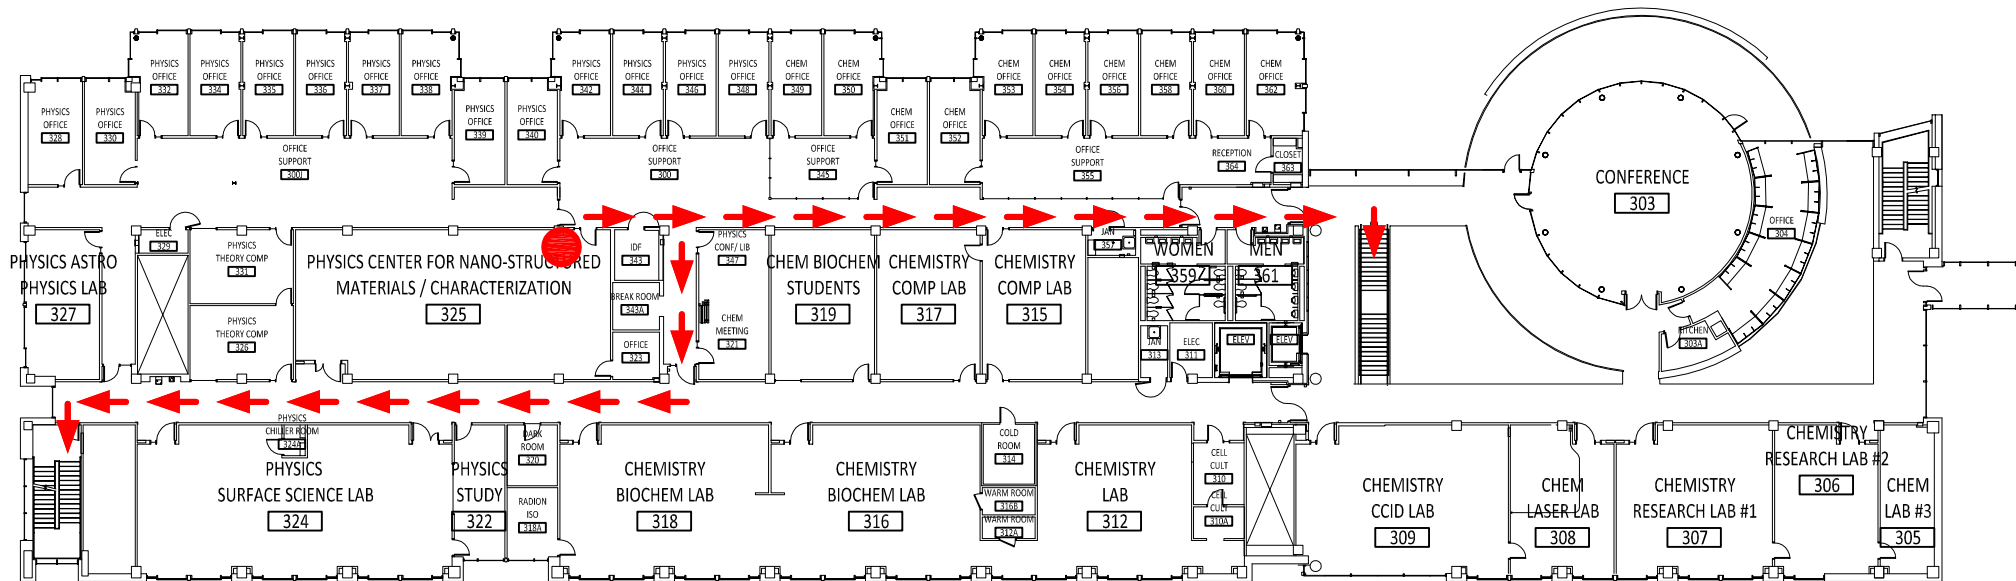 PHYSICS
OFFICE
328
PHYSICS
OFFICE
330
PHYSICS
OFFICE
332
PHYSICS
OFFICE
334
PHYSICS
OFFICE
335
PHYSICS
OFFICE
336
PHYSICS
OFFICE
337
PHYSICS
OFFICE
338
PHYSICS
OFFICE
339
PHYSICS
OFFICE
340
PHYSICS
OFFICE
342
PHYSICS
OFFICE
344
PHYSICS
OFFICE
346
PHYSICS
OFFICE
348
CHEM
OFFICE
349
CHEM
OFFICE
350
CHEM
OFFICE
351
CHEM
OFFICE
352
CHEM
OFFICE
353
CHEM
OFFICE
354
CHEM
OFFICE
356
CHEM
OFFICE
358
CHEM
OFFICE
360
CHEM
OFFICE
362
OFFICE
SUPPORT
300J
OFFICE
SUPPORT
300
OFFICE
SUPPORT
345
OFFICE
SUPPORT
355
RECEPTION
364
CLOSET
363
CONFERENCE
303
OFFICE
304
KITCHEN
303A
PHYSICS ASTRO
PHYSICS LAB
327
ELEC
329
PHYSICS
THEORY COMP
331
PHYSICS
THEORY COMP
326
PHYSICS CENTER FOR NANO-STRUCTURED
MATERIALS / CHARACTERIZATION
325
IDF
343
BREAK ROOM
343A
OFFICE
323
PHYSICS
CONF/ LIB
347
CHEM
MEETING
321
CHEM BIOCHEM
STUDENTS
319
CHEMISTRY
COMP LAB
317
CHEMISTRY
COMP LAB
315
JAN
357
WOMEN
359
MEN
361
JAN
313
ELEC
311
ELEV
ELEV
PHYSICS
CHILLER ROOM
324A
PHYSICS
SURFACE SCIENCE LAB
324
PHYSICS
STUDY
322
DARK
ROOM
320
RADION
ISO
318A
CHEMISTRY
BIOCHEM LAB
318
CHEMISTRY
BIOCHEM LAB
316
COLD
ROOM
314
WARM ROOM
316B
WARM ROOM
312A
CHEMISTRY
LAB
312
CELL
CULT
310
CELL
CULT
310A
CHEMISTRY
CCID LAB
309
CHEM
LASER LAB
308
CHEMISTRY
RESEARCH LAB #1
307
CHEMISTRY
RESEARCH LAB #2
306
CHEM
LAB #3
305